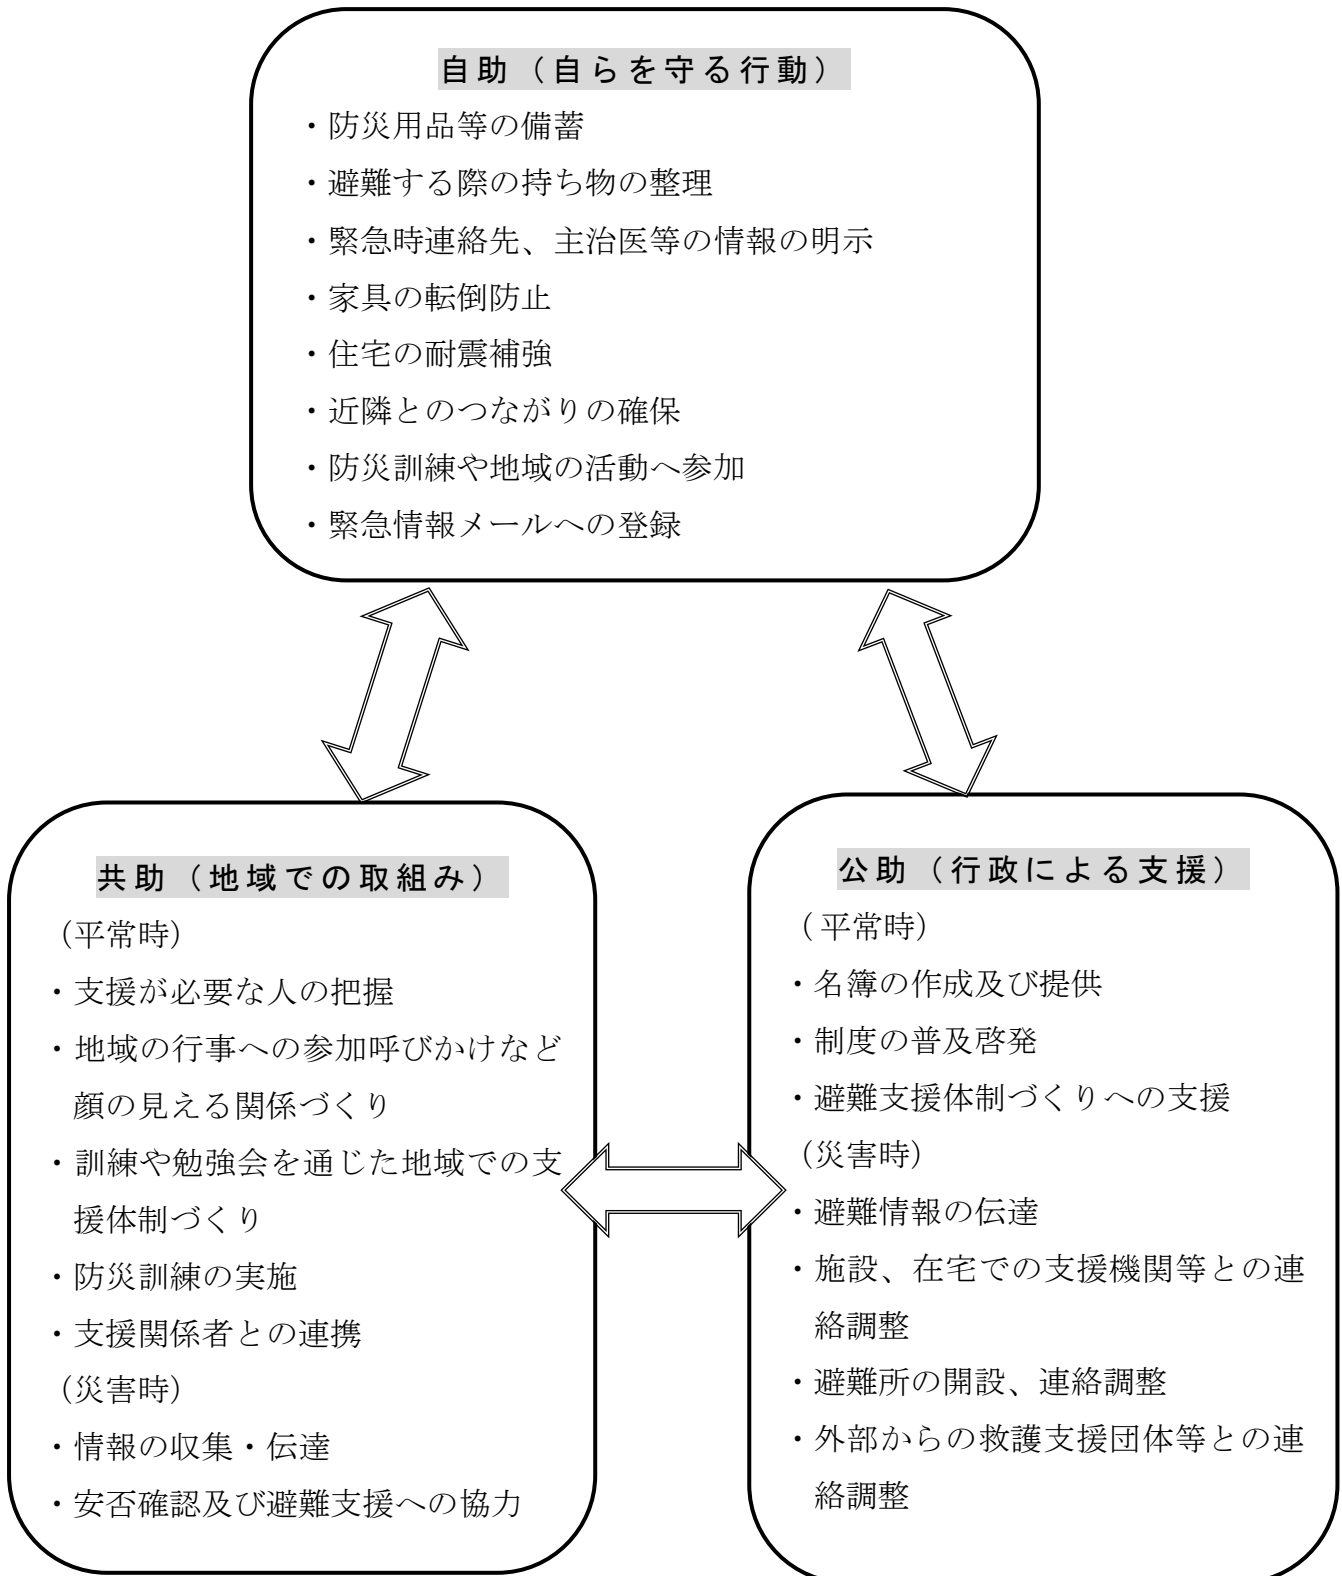 自助（自らを守る行動）
・防災用品等の備蓄
・避難する際の持ち物の整理
・緊急時連絡先、主治医等の情報の明示
・家具の転倒防止
・住宅の耐震補強
・近隣とのつながりの確保
・防災訓練や地域の活動へ参加
・緊急情報メールへの登録
共助（地域での取組み）
（平常時）
・支援が必要な人の把握
・地域の行事への参加呼びかけなど
顔の見える関係づくり
・訓練や勉強会を通じた地域での支
援体制づくり
・防災訓練の実施
・支援関係者との連携
（災害時）
・情報の収集・伝達
・安否確認及び避難支援への協力
公助（行政による支援）
（平常時）
・名簿の作成及び提供
・制度の普及啓発
・避難支援体制づくりへの支援
（災害時）
・避難情報の伝達
・施設、在宅での支援機関等との連
絡調整
・避難所の開設、連絡調整
・外部からの救護支援団体等との連
絡調整